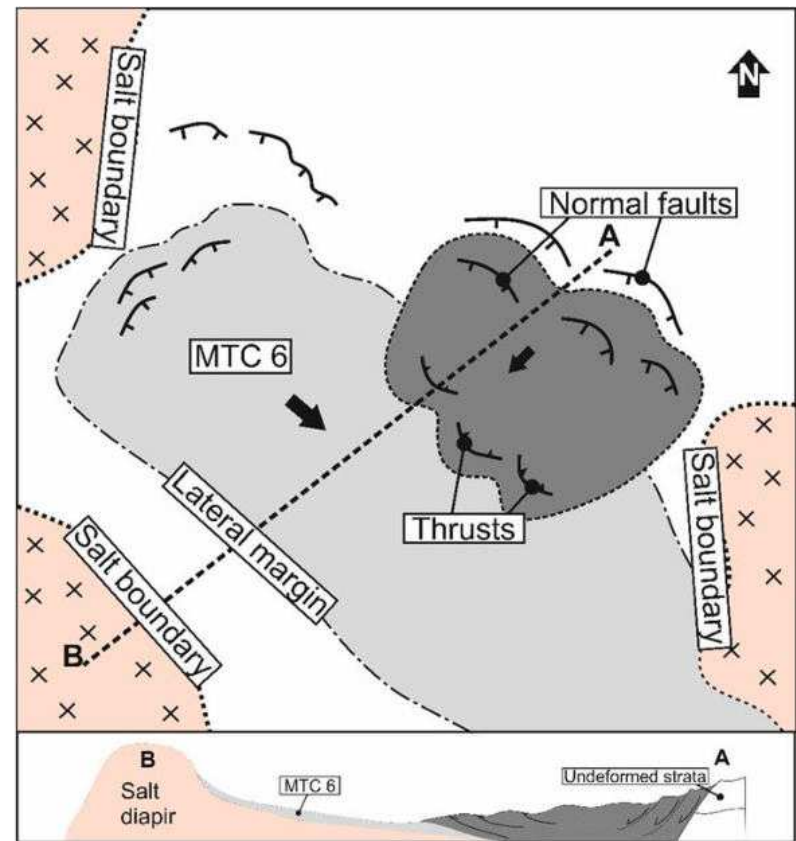 Salt boundary
N
Normal faults
A
MTC 6
Lateral margin
Thrusts
Salt boundary
Salt boundary
B
B
Salt
diapir
MTC 6
Undeformed strata
A